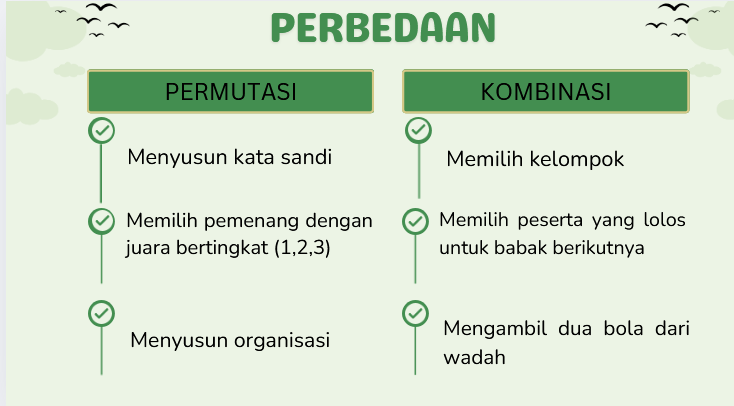 PERBEDAAN
PERMUTASI
Menyusun kata sandi
Memilih pemenang dengan
juara bertingkat (1,2,3)
Menyusun organisasi
KOMBINASI
Memilih kelompok
Memilih peserta yang lolos
untuk babak berikutnya
Mengambil dua bola dari
wadah